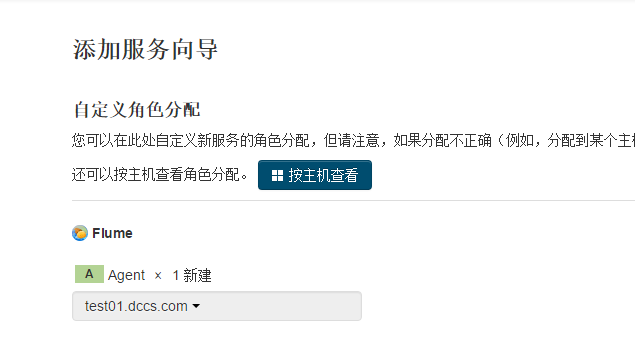 添加服务向导
自定义角色分配
您可以在此处自定义新服务的角色分配，但请注意，如果分配不正确（例如，分配到某个主机
还可以按主机查看角色分配。 按主机查看
Flume
A Agent × 1 新建
test01.dccs.com